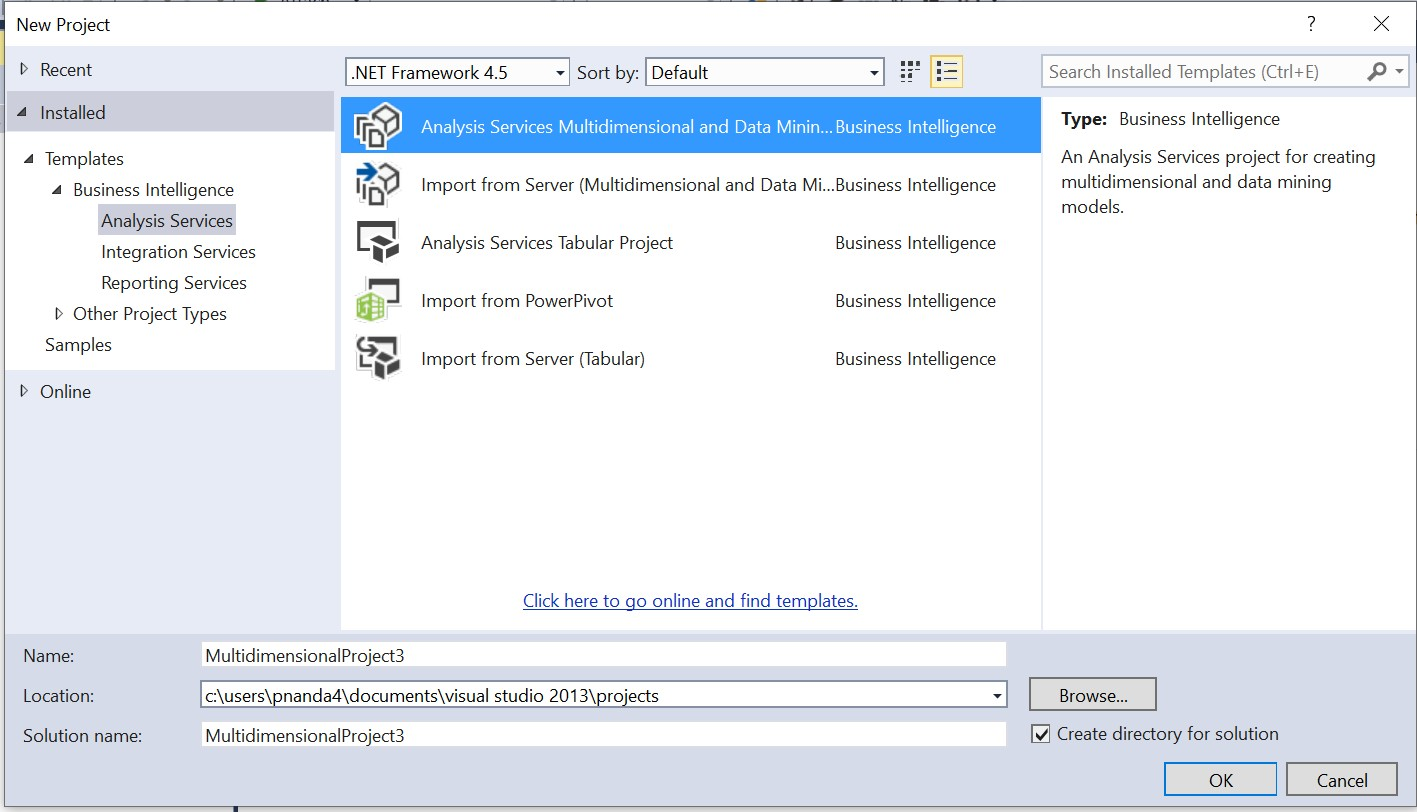 New Project
?
Recent
.NET Framework 4.5
Sort by:
Default
Search Installed Templates (Ctrl+E)
Installed
Templates
Business Intelligence
Analysis Services
Integration Services
Reporting Services
Other Project Types
Samples
Online
Analysis Services Multidimensional and Data Minin... Business Intelligence
Import from Server (Multidimensional and Data Mi... Business Intelligence
Analysis Services Tabular Project Business Intelligence
Import from PowerPivot Business Intelligence
Import from Server (Tabular) Business Intelligence
Click here to go online and find templates.
Type: Business Intelligence
An Analysis Services project for creating
multidimensional and data mining
models.
Name: MultidimensionalProject3
Location: c:\users\pnanda4\documents\visual studio 2013\projects
Browse...
Solution name: MultidimensionalProject3
Create directory for solution
OK
Cancel